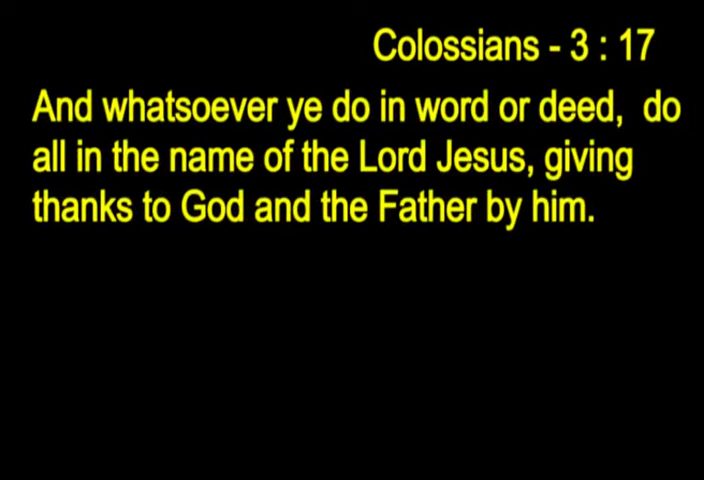 Colossians - 3 : 17
And whatsoever ye do in word or deed,  do
all in the name of the Lord Jesus, giving
thanks to God and the Father by him.